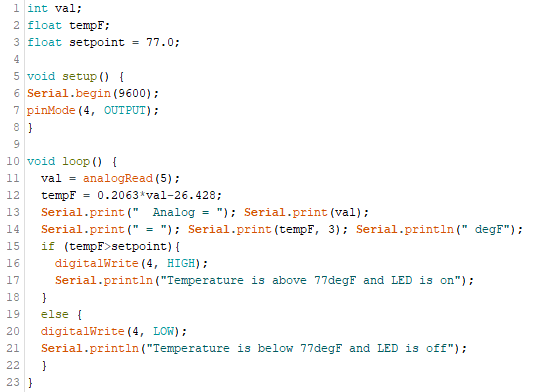 1 int val;
2 float tempF;
3 float setpoint = 77.0;
4
5 void setup() {
6 Serial.begin(9600);
7 pinMode(4, OUTPUT);
8 }
9
10 void loop() {
11   val = analogRead(5);
12   tempF = 0.2063*val-26.428;
13   Serial.print("  Analog = "); Serial.print(val);
14   Serial.print(" = "); Serial.print(tempF, 3); Serial.println(" degF");
15   if (tempF>setpoint){
16     digitalWrite(4, HIGH);
17     Serial.println("Temperature is above 77degF and LED is on");
18   }
19   else {
20   digitalWrite(4, LOW);
21   Serial.println("Temperature is below 77degF and LED is off");
22   }
23 }